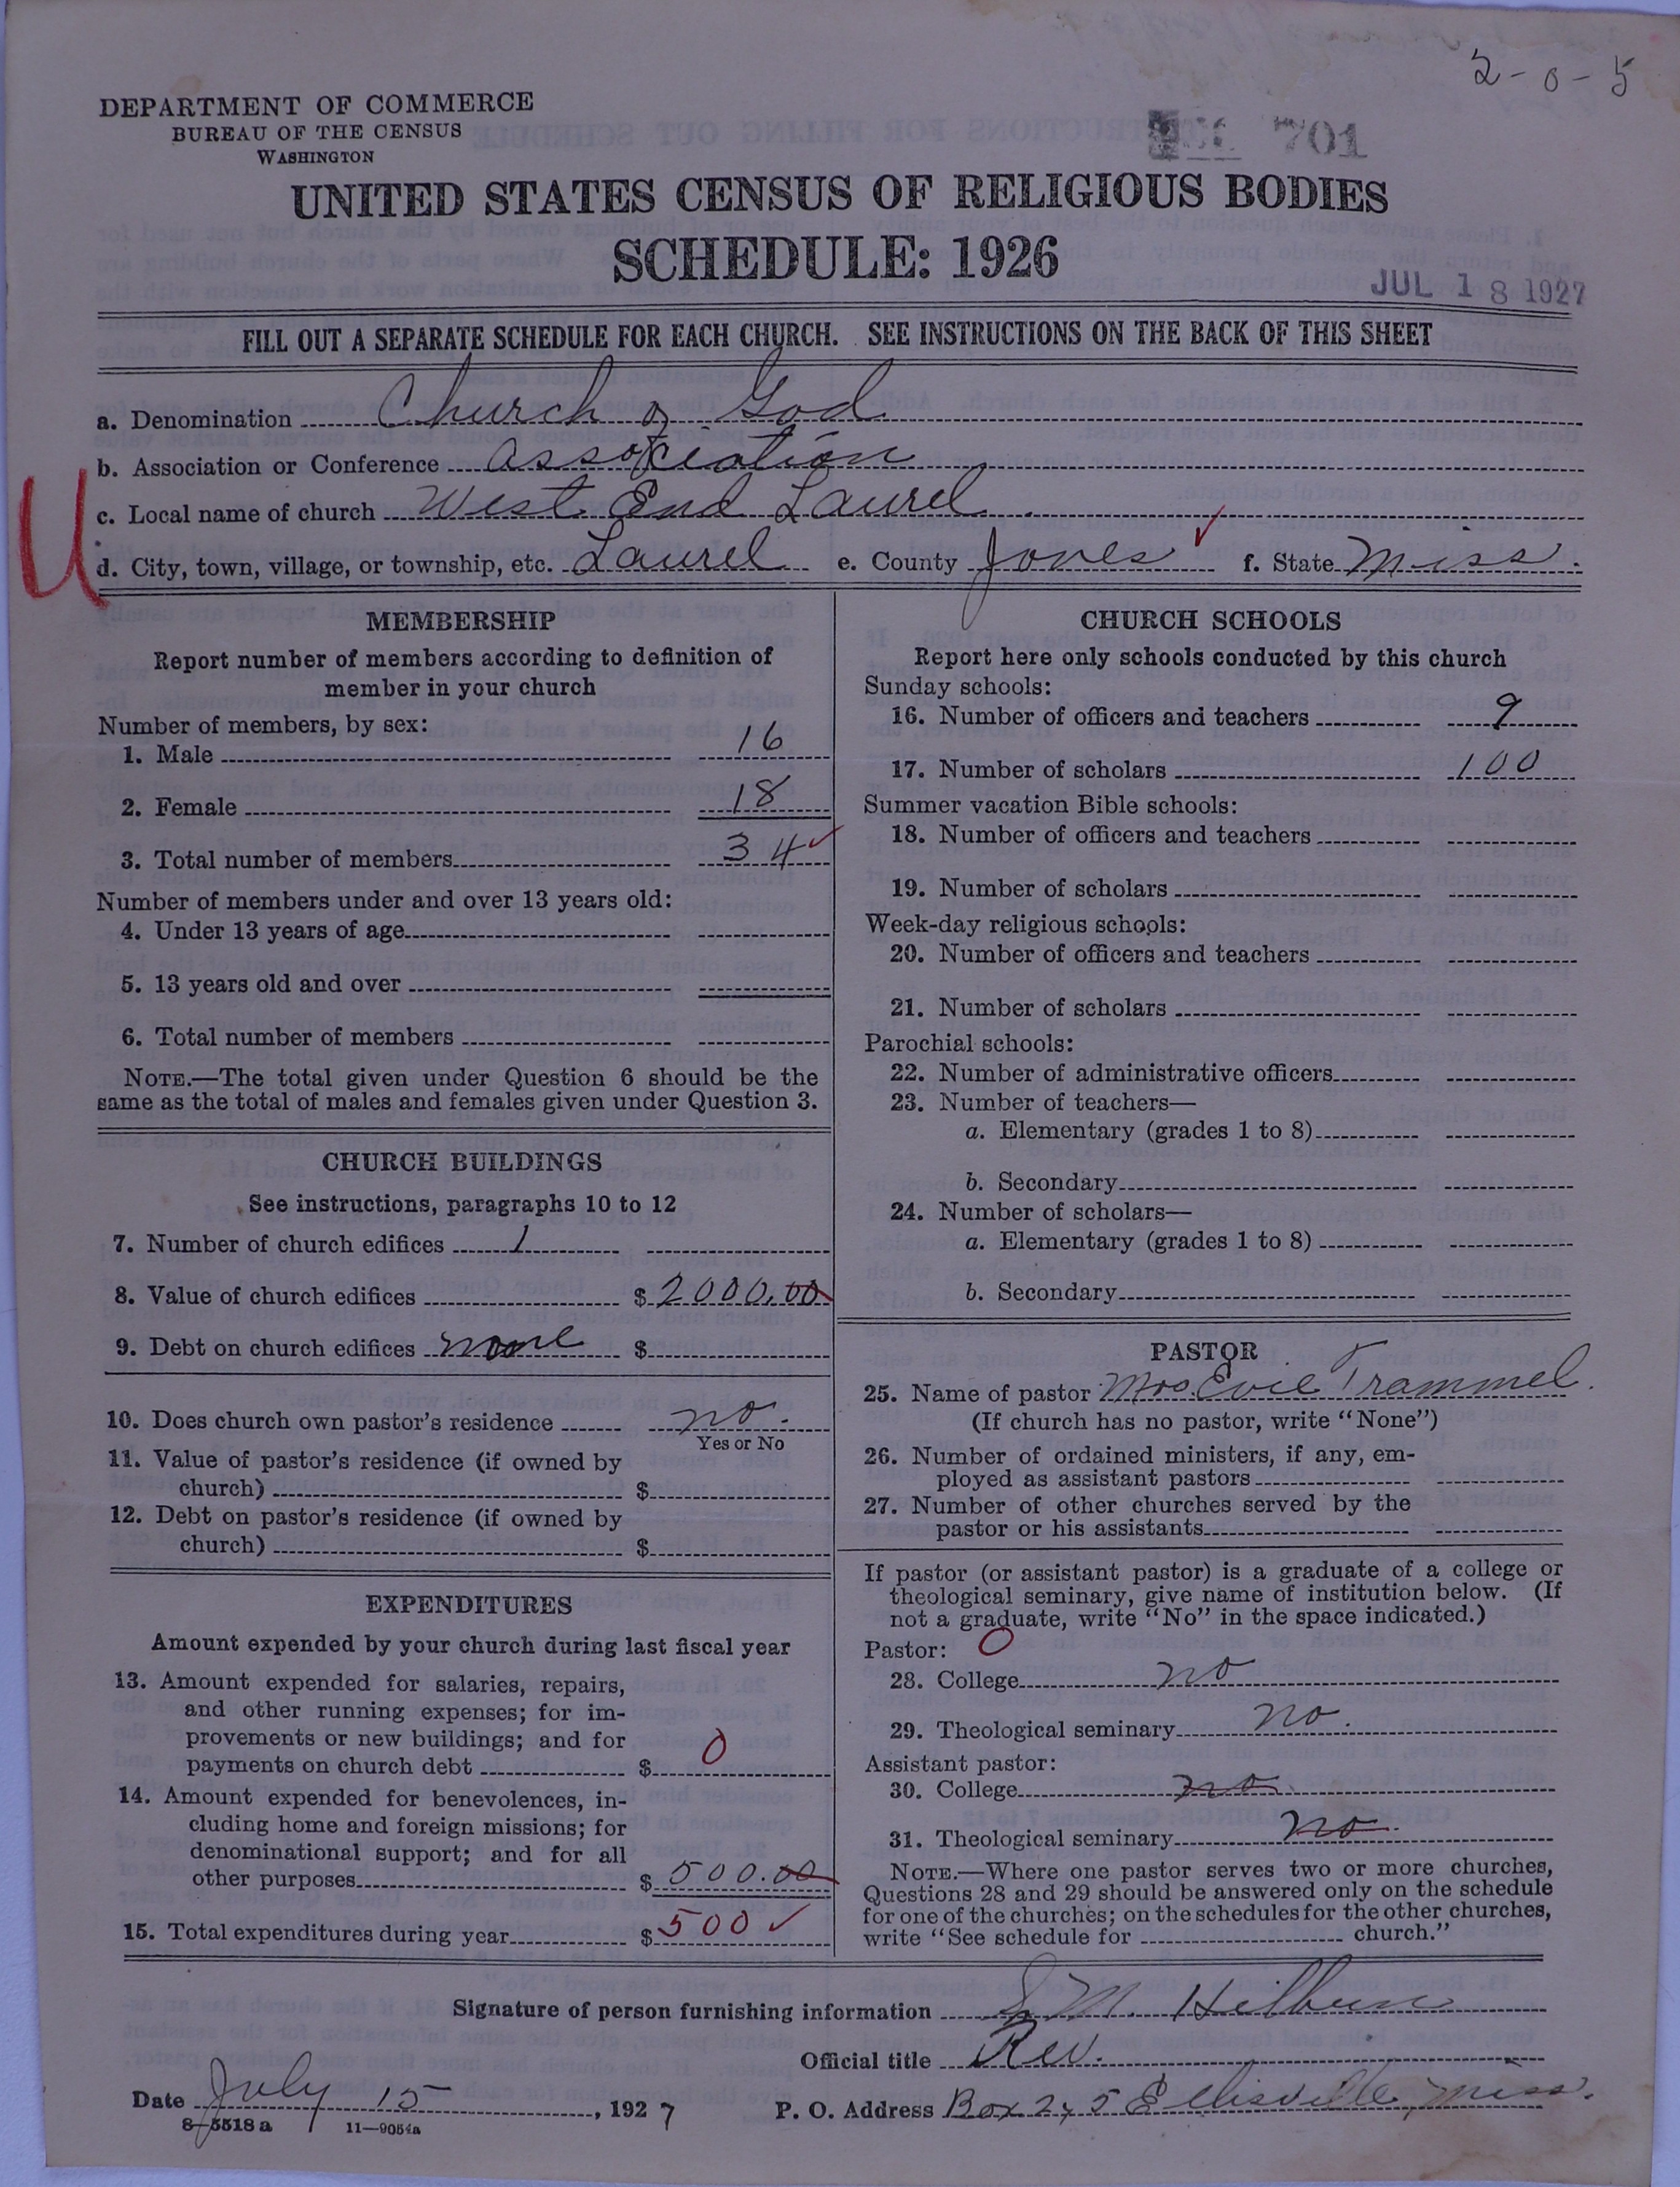 2-0-5
DEPARTMENT OF COMMERCE
BUREAU OF THE CENSUS
WASHINGTON
701
UNITED STATES CENSUS OF RELIGIOUS BODIES
SCHEDULE: 1926
JUL 18 1927
FILL OUT A SEPARATE SCHEDULE FOR EACH CHURCH. SEE INSTRUCTIONS ON THE BACK OF THIS SHEET
a. Denomination Church of God
b. Association or Conference Association
c. Local name of church West End Laurel
d. City, town, village, or township, etc. Laurel e. County Jones f. State Miss.
U
MEMBERSHIP
Report number of members according to definition of
member in your church
Number of members, by sex:
1. Male 16
2. Female 18
3. Total number of members 34
Number of members under and over 13 years old:
4. Under 13 years of age
5. 13 years old and over
6. Total number of members
NOTE.—The total given under Question 6 should be the
same as the total of males and females given under Question 3.
CHURCH BUILDINGS
See instructions, paragraphs 10 to 12
7. Number of church edifices 1
8. Value of church edifices $ 2000.00
9. Debt on church edifices none $
10. Does church own pastor's residence no.
Yes or No
11. Value of pastor's residence (if owned by
church) $
12. Debt on pastor's residence (if owned by
church) $
EXPENDITURES
Amount expended by your church during last fiscal year
13. Amount expended for salaries, repairs,
and other running expenses; for im-
provements or new buildings; and for
payments on church debt $ 0
14. Amount expended for benevolences, in-
cluding home and foreign missions; for
denominational support; and for all
other purposes $ 500.00
15. Total expenditures during year $ 500
CHURCH SCHOOLS
Report here only schools conducted by this church
Sunday schools:
16. Number of officers and teachers 9
17. Number of scholars 100
Summer vacation Bible schools:
18. Number of officers and teachers
19. Number of scholars
Week-day religious schools:
20. Number of officers and teachers
21. Number of scholars
Parochial schools:
22. Number of administrative officers
23. Number of teachers—
a. Elementary (grades 1 to 8)
b. Secondary
24. Number of scholars—
a. Elementary (grades 1 to 8)
b. Secondary
PASTOR
25. Name of pastor Mrs. Evie Trammel.
(If church has no pastor, write "None")
26. Number of ordained ministers, if any, em-
ployed as assistant pastors
27. Number of other churches served by the
pastor or his assistants
If pastor (or assistant pastor) is a graduate of a college or
theological seminary, give name of institution below. (If
not a graduate, write "No" in the space indicated.)
Pastor: 0
28. College no
29. Theological seminary no.
Assistant pastor:
30. College no.
31. Theological seminary no.
NOTE.—Where one pastor serves two or more churches,
Questions 28 and 29 should be answered only on the schedule
for one of the churches; on the schedules for the other churches,
write "See schedule for church."
Signature of person furnishing information S. M. Hilburn
Official title Rev.
Date July 15, 1927 P. O. Address Box 275 Ellisville, Miss.
8-5518 a 11-9054a